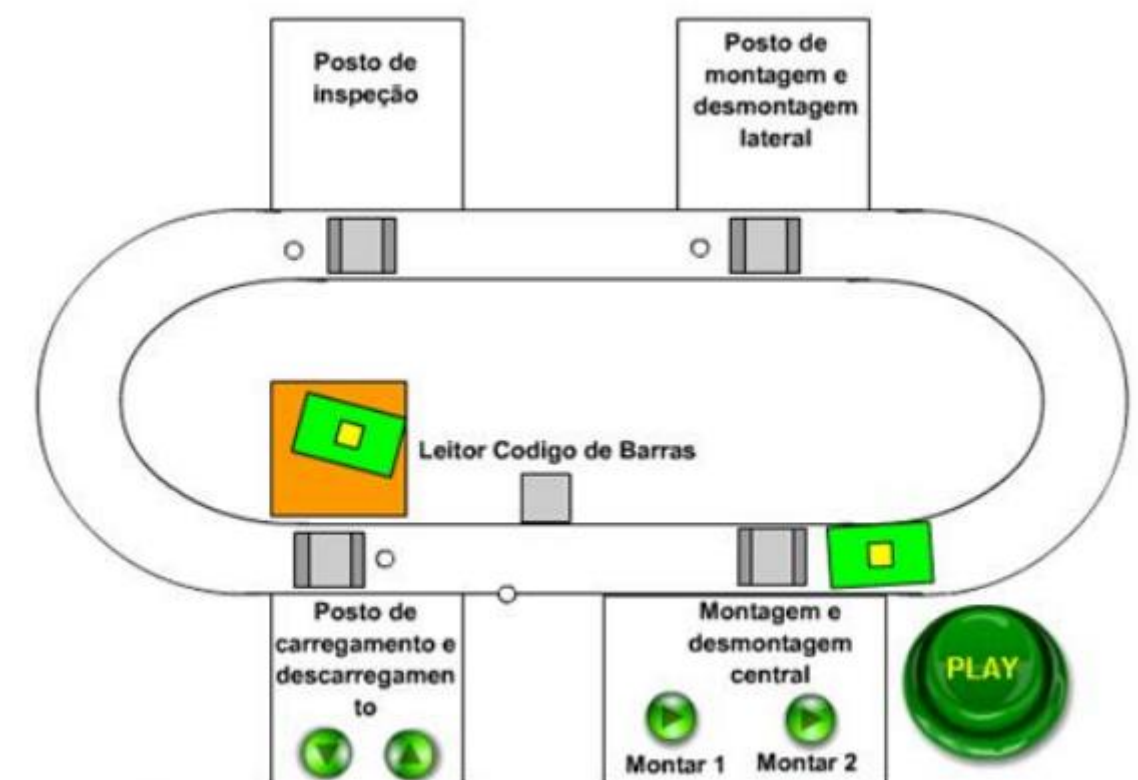 Posto de
inspeção
Posto de
montagem e
desmontagem
lateral
Leitor Codigo de Barras
Posto de
carregamento e
descarregamen
to
Montagem e
desmontagem
central
Montar 1
Montar 2
PLAY